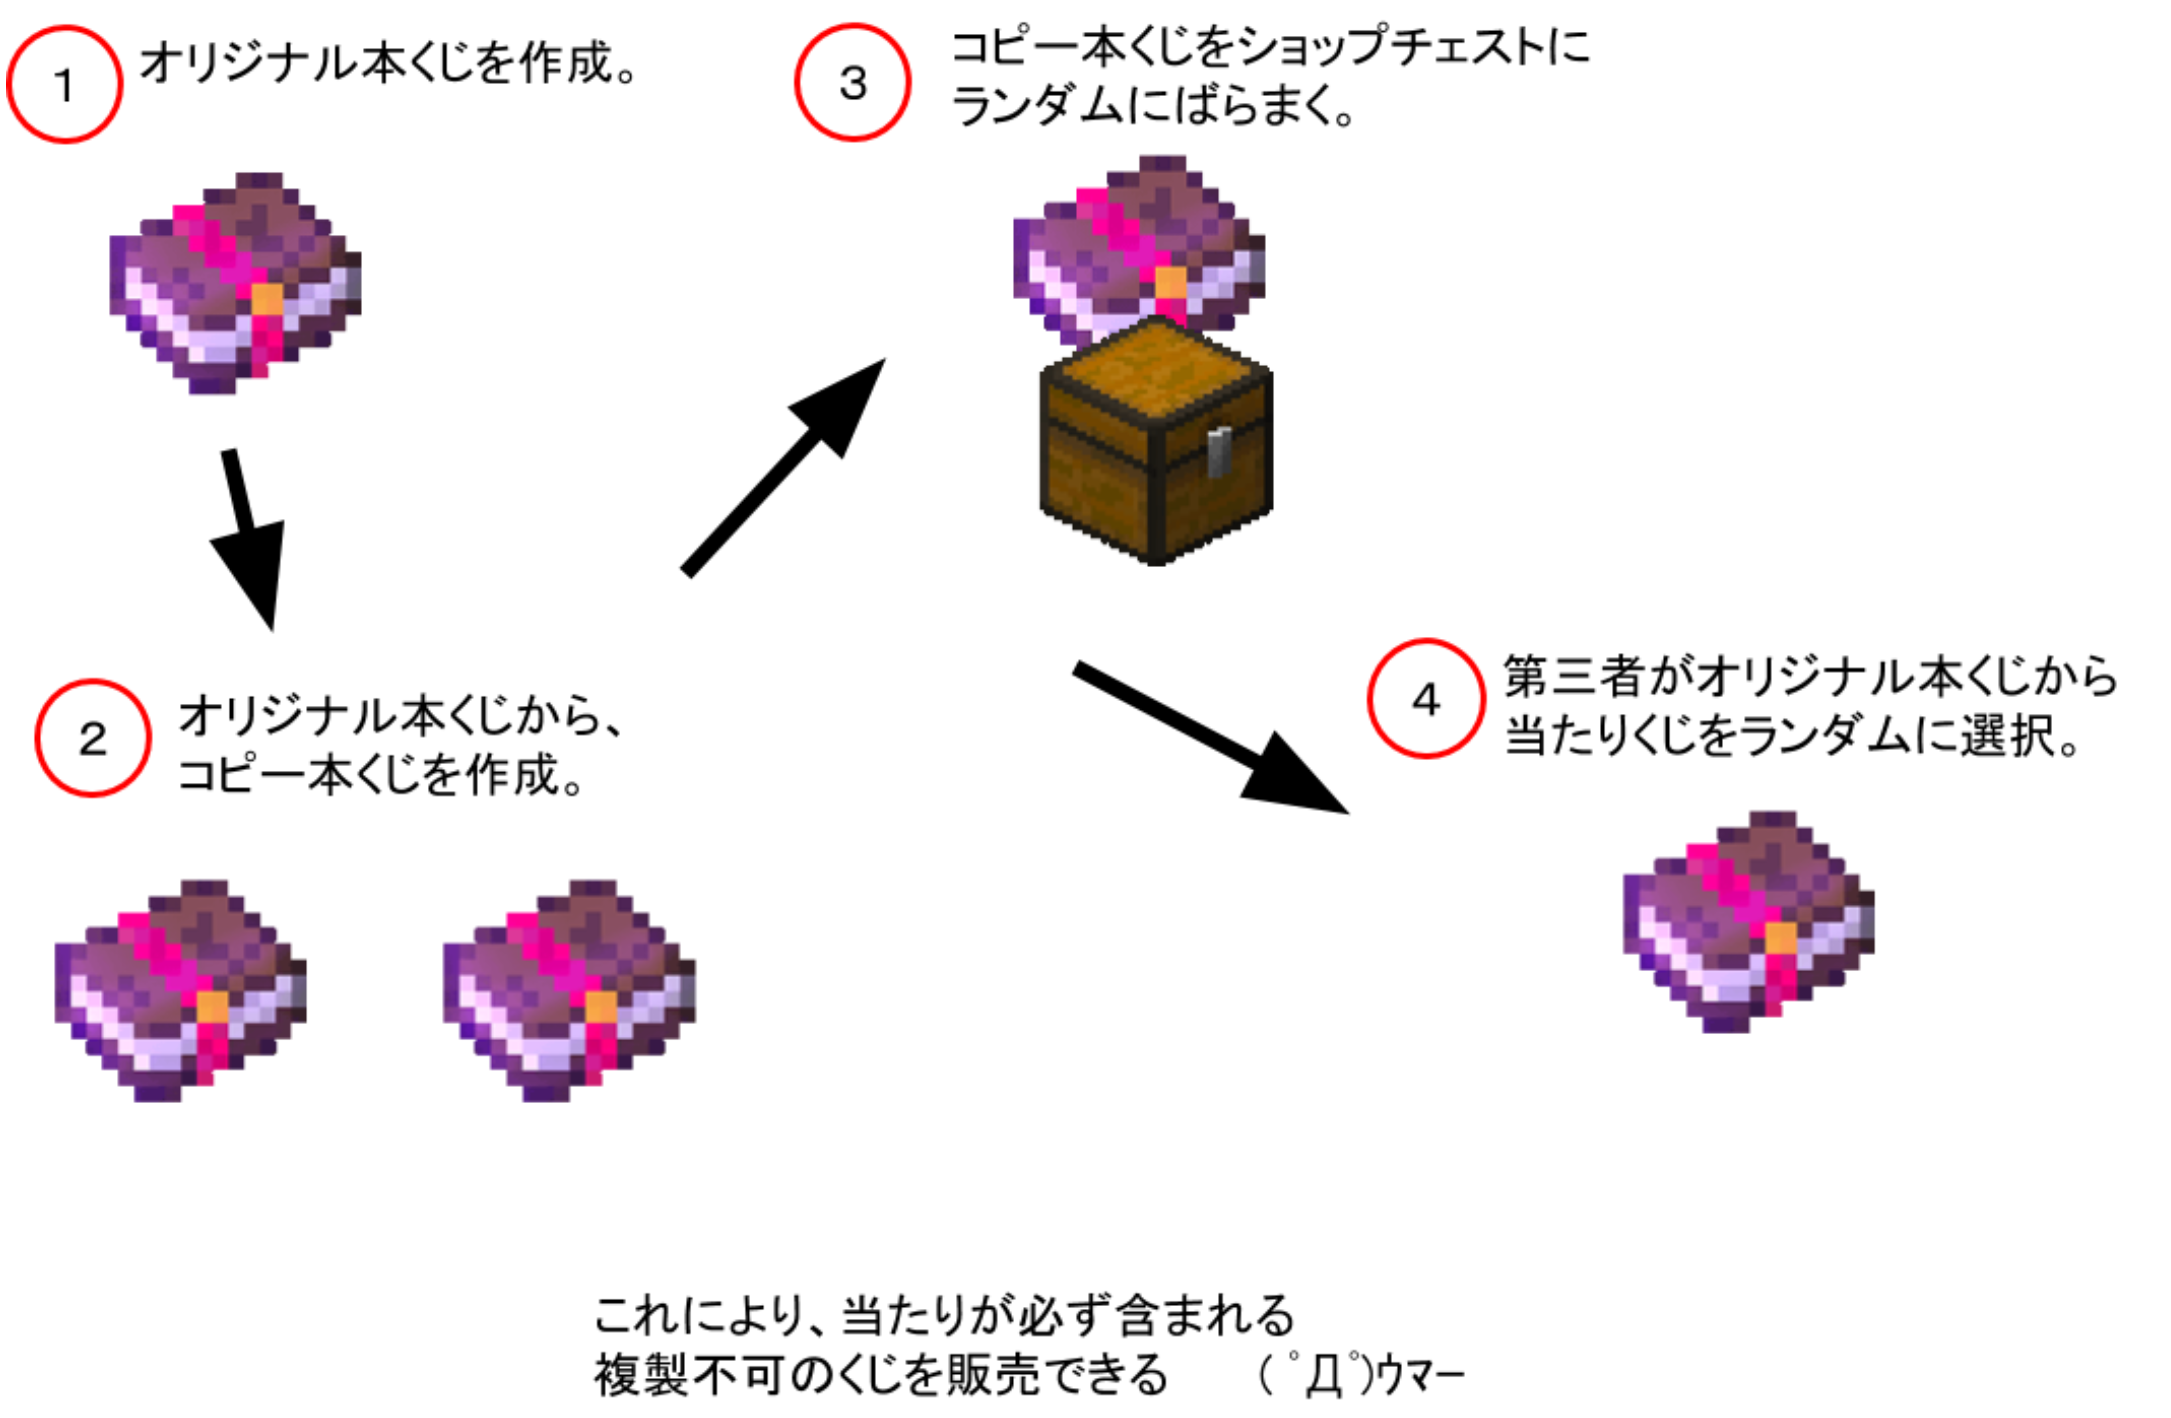 1
オリジナル本くじを作成。
2
オリジナル本くじから、
コピー本くじを作成。
3
コピー本くじをショップチェストに
ランダムにばらまく。
4
第三者がオリジナル本くじから
当たりくじをランダムに選択。
これにより、当たりが必ず含まれる
複製不可のくじを販売できる　　（ ﾟДﾟ)ｳﾏｰ